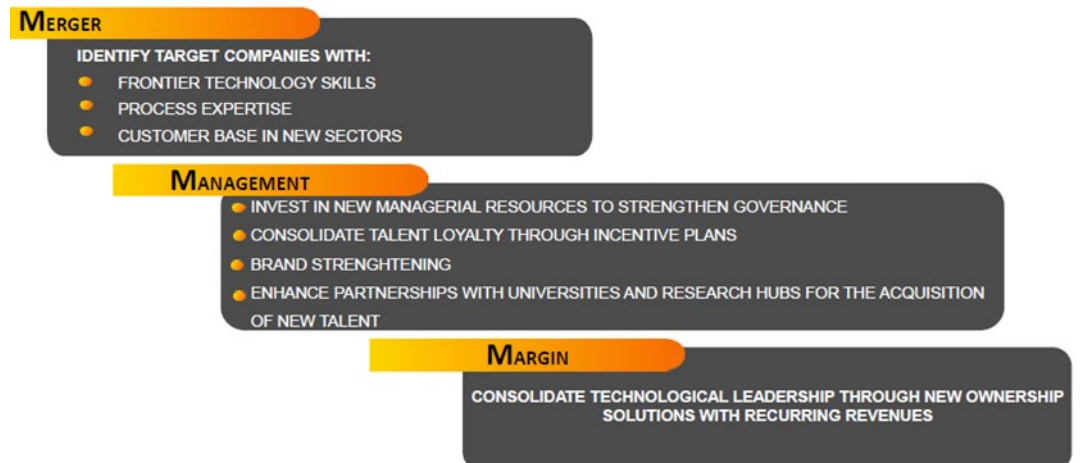 MERGER
IDENTIFY TARGET COMPANIES WITH:
FRONTIER TECHNOLOGY SKILLS
PROCESS EXPERTISE
CUSTOMER BASE IN NEW SECTORS
MANAGEMENT
INVEST IN NEW MANAGERIAL RESOURCES TO STRENGTHEN GOVERNANCE
CONSOLIDATE TALENT LOYALTY THROUGH INCENTIVE PLANS
BRAND STRENGHTENING
ENHANCE PARTNERSHIPS WITH UNIVERSITIES AND RESEARCH HUBS FOR THE ACQUISITION
OF NEW TALENT
MARGIN
CONSOLIDATE TECHNOLOGICAL LEADERSHIP THROUGH NEW OWNERSHIP
SOLUTIONS WITH RECURRING REVENUES